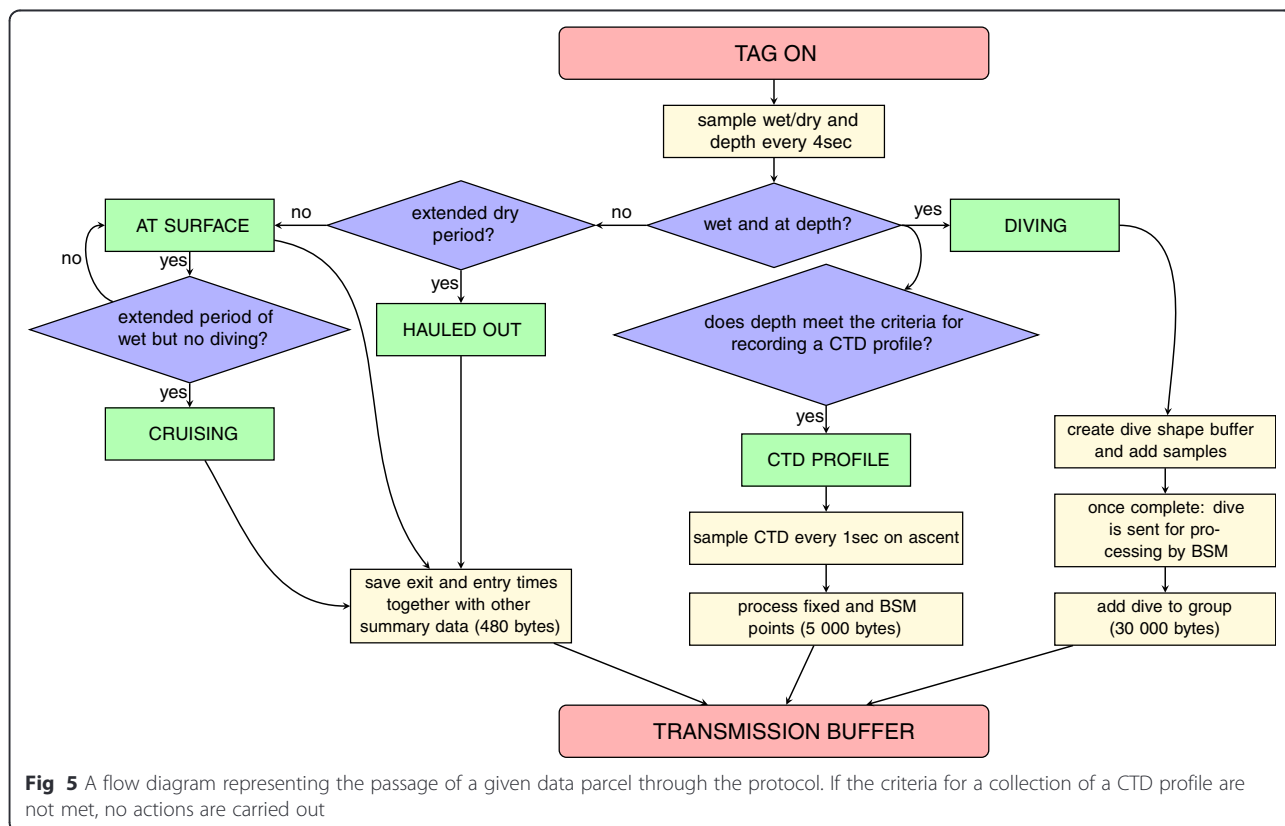 TAG ON
sample wet/dry and
depth every 4sec
wet and at depth?
no
yes
extended dry
period?
no
yes
AT SURFACE
DIVING
no
yes
extended period of
wet but no diving?
HAULED OUT
does depth meet the criteria for
recording a CTD profile?
yes
yes
CRUISING
CTD PROFILE
create dive shape buffer
and add samples
sample CTD every 1sec on ascent
once complete: dive
is sent for pro-
cessing by BSM
save exit and entry times
together with other
summary data (480 bytes)
process fixed and BSM
points (5 000 bytes)
add dive to group
(30 000 bytes)
TRANSMISSION BUFFER
Fig 5 A flow diagram representing the passage of a given data parcel through the protocol. If the criteria for a collection of a CTD profile are
not met, no actions are carried out